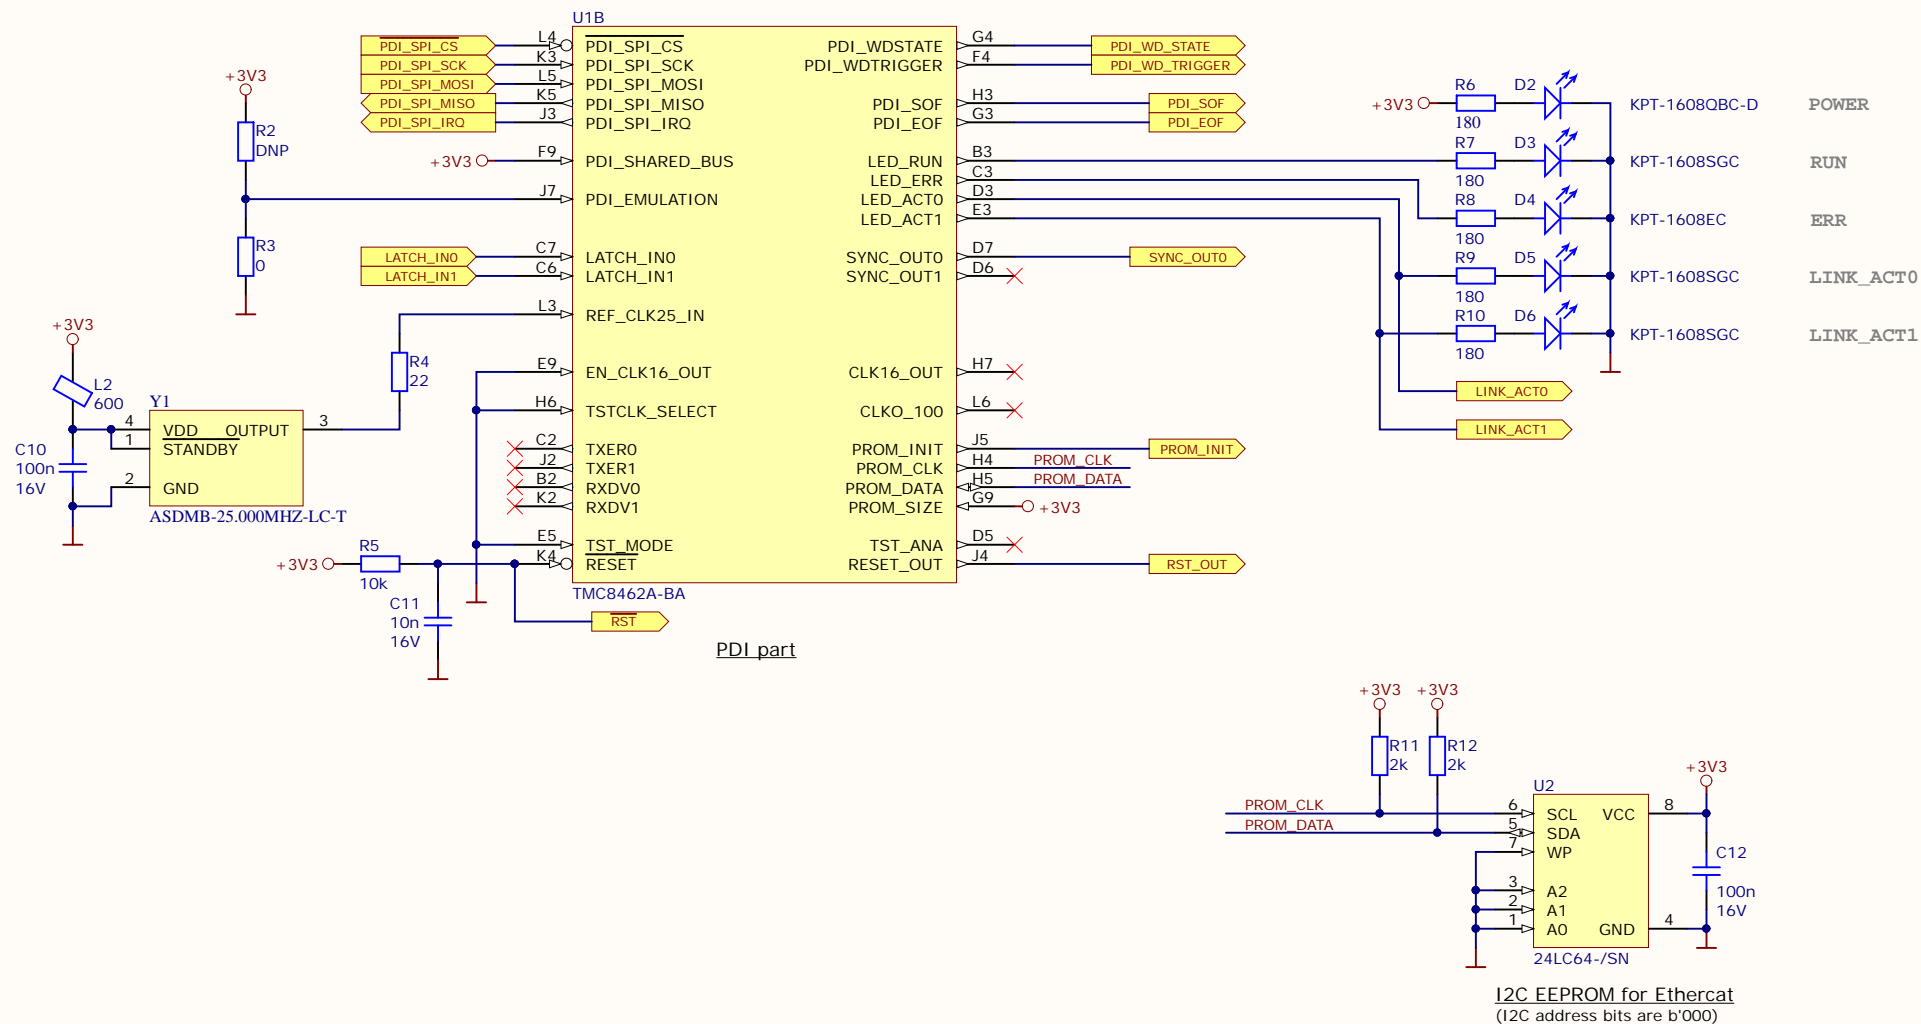 U1B
PDI_SPI_CS L4 PDI_SPI_CS PDI_WDSTATE G4 PDI_WD_STATE
PDI_SPI_SCK K3 PDI_SPI_SCK PDI_WDTRIGGER F4 PDI_WD_TRIGGER
PDI_SPI_MOSI L5 PDI_SPI_MOSI
PDI_SPI_MISO K5 PDI_SPI_MISO PDI_SOF H3 PDI_SOF
PDI_SPI_IRQ J3 PDI_SPI_IRQ PDI_EOF G3 PDI_EOF
+3V3 F9 PDI_SHARED_BUS LED_RUN B3
LED_ERR C3
J7 PDI_EMULATION LED_ACT0 D3
LED_ACT1 E3
LATCH_IN0 C7 LATCH_IN0 SYNC_OUT0 D7 SYNC_OUT0
LATCH_IN1 C6 LATCH_IN1 SYNC_OUT1 D6
L3 REF_CLK25_IN
E9 EN_CLK16_OUT CLK16_OUT H7
H6 TSTCLK_SELECT CLKO_100 L6
C2 TXER0 PROM_INIT J5 PROM_INIT
J2 TXER1 PROM_CLK H4 PROM_CLK
B2 RXDV0 PROM_DATA H5 PROM_DATA
K2 RXDV1 PROM_SIZE G9 +3V3
E5 TST_MODE TST_ANA D5
K4 RESET RESET_OUT J4 RST_OUT
TMC8462A-BA
RST
PDI part
+3V3
R2
DNP
R3
0
+3V3
L2
600
C10
100n
16V
Y1
4 VDD OUTPUT 3
1 STANDBY
2 GND
ASDMB-25.000MHZ-LC-T
R4
22
+3V3
R5
10k
C11
10n
16V
+3V3 R6 D2 KPT-1608QBC-D POWER
180
R7 D3 KPT-1608SGC RUN
180
R8 D4 KPT-1608EC ERR
180
R9 D5 KPT-1608SGC LINK_ACT0
180
R10 D6 KPT-1608SGC LINK_ACT1
180
LINK_ACT0
LINK_ACT1
+3V3 +3V3
R11 R12
2k 2k
+3V3
U2
PROM_CLK 6 SCL VCC 8
PROM_DATA 5 SDA
7 WP
3 A2
2 A1
1 A0 GND 4
24LC64-/SN
C12
100n
16V
I2C EEPROM for Ethercat
(I2C address bits are b'000)